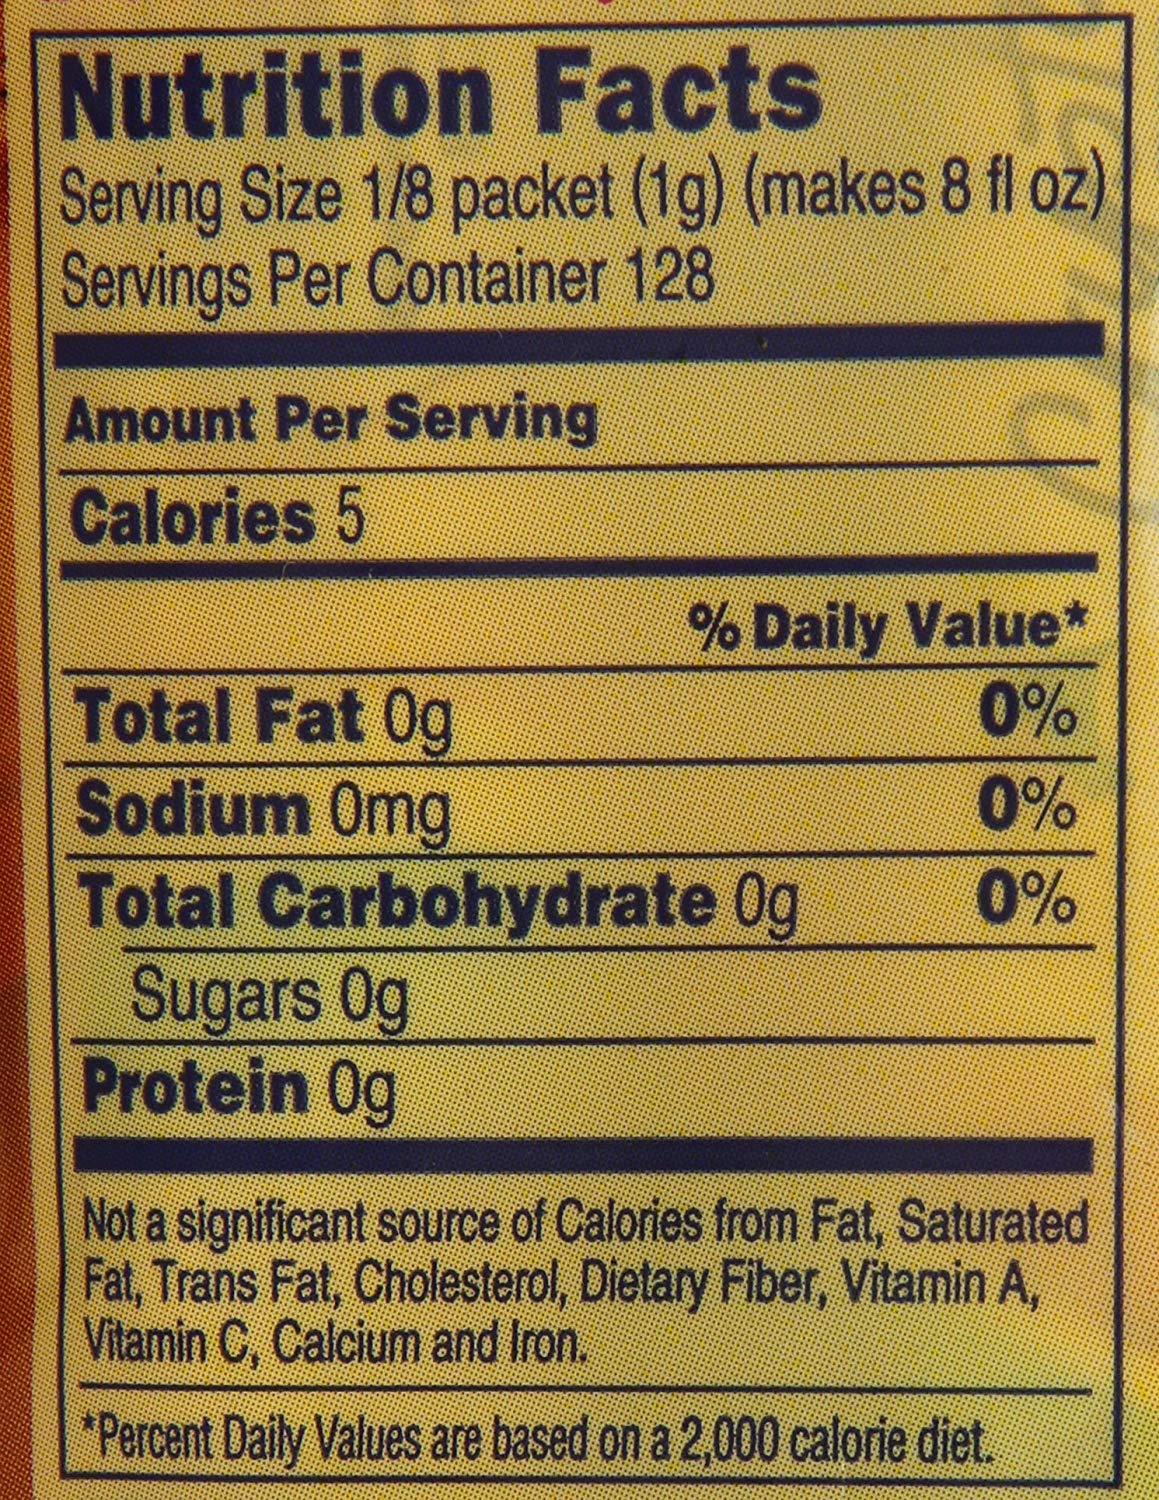 Nutrition Facts
Serving Size 1/8 packet (1g) (makes 8 fl oz)
Servings Per Container 128
Amount Per Serving
Calories 5
% Daily Value*
Total Fat 0g 0%
Sodium 0mg 0%
Total Carbohydrate 0g 0%
Sugars 0g
Protein 0g
Not a significant source of Calories from Fat, Saturated
Fat, Trans Fat, Cholesterol, Dietary Fiber, Vitamin A,
Vitamin C, Calcium and Iron.
*Percent Daily Values are based on a 2,000 calorie diet.